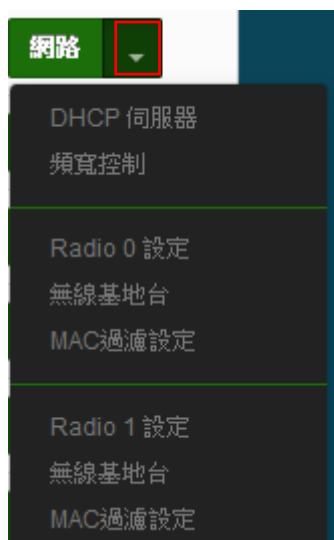 網路
DHCP 伺服器
頻寬控制
Radio 0 設定
無線基地台
MAC過濾設定
Radio 1 設定
無線基地台
MAC過濾設定